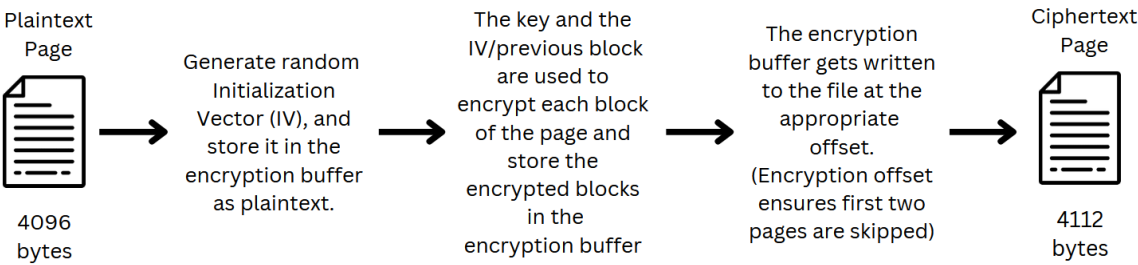 Plaintext
Page
4096
bytes
Generate random
Initialization
Vector (IV), and
store it in the
encryption buffer
as plaintext.
The key and the
IV/previous block
are used to
encrypt each block
of the page and
store the
encrypted blocks
in the
encryption buffer
The encryption
buffer gets written
to the file at the
appropriate
offset.
(Encryption offset
ensures first two
pages are skipped)
Ciphertext
Page
4112
bytes